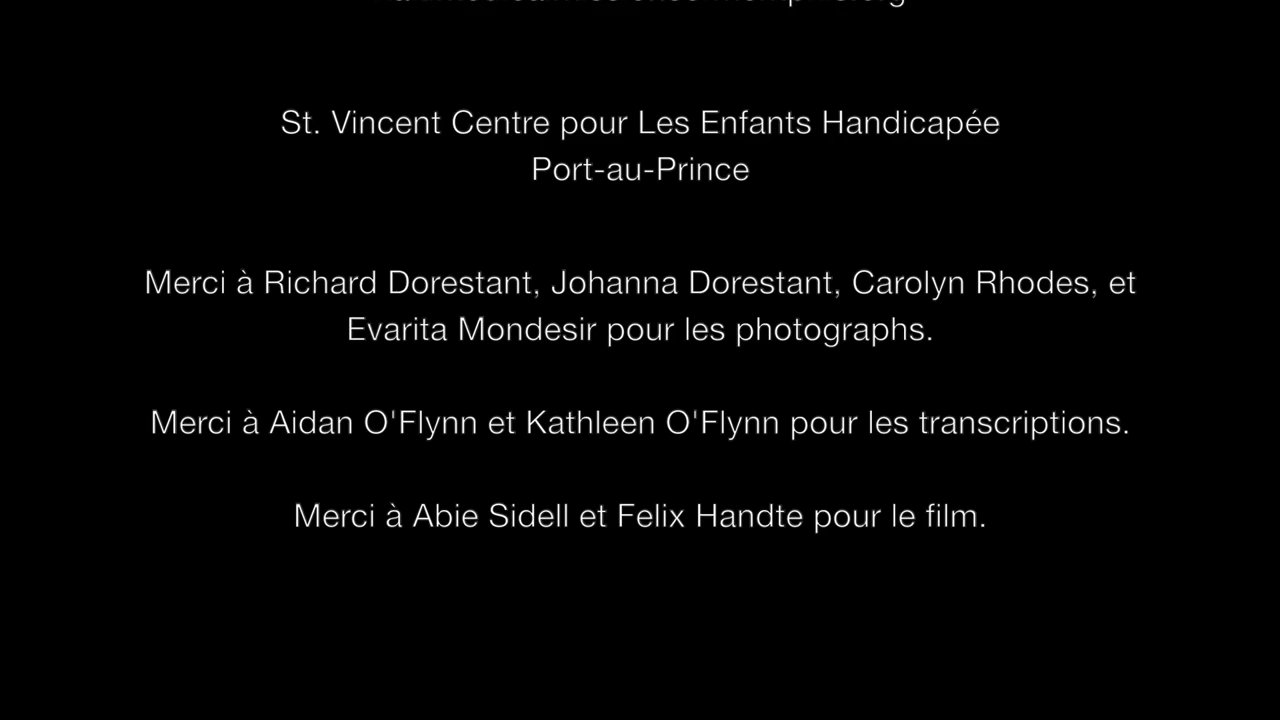 St. Vincent Centre pour Les Enfants Handicapée
Port-au-Prince
Merci à Richard Dorestant, Johanna Dorestant, Carolyn Rhodes, et
Evarita Mondesir pour les photographs.
Merci à Aidan O'Flynn et Kathleen O'Flynn pour les transcriptions.
Merci à Abie Sidell et Felix Handte pour le film.